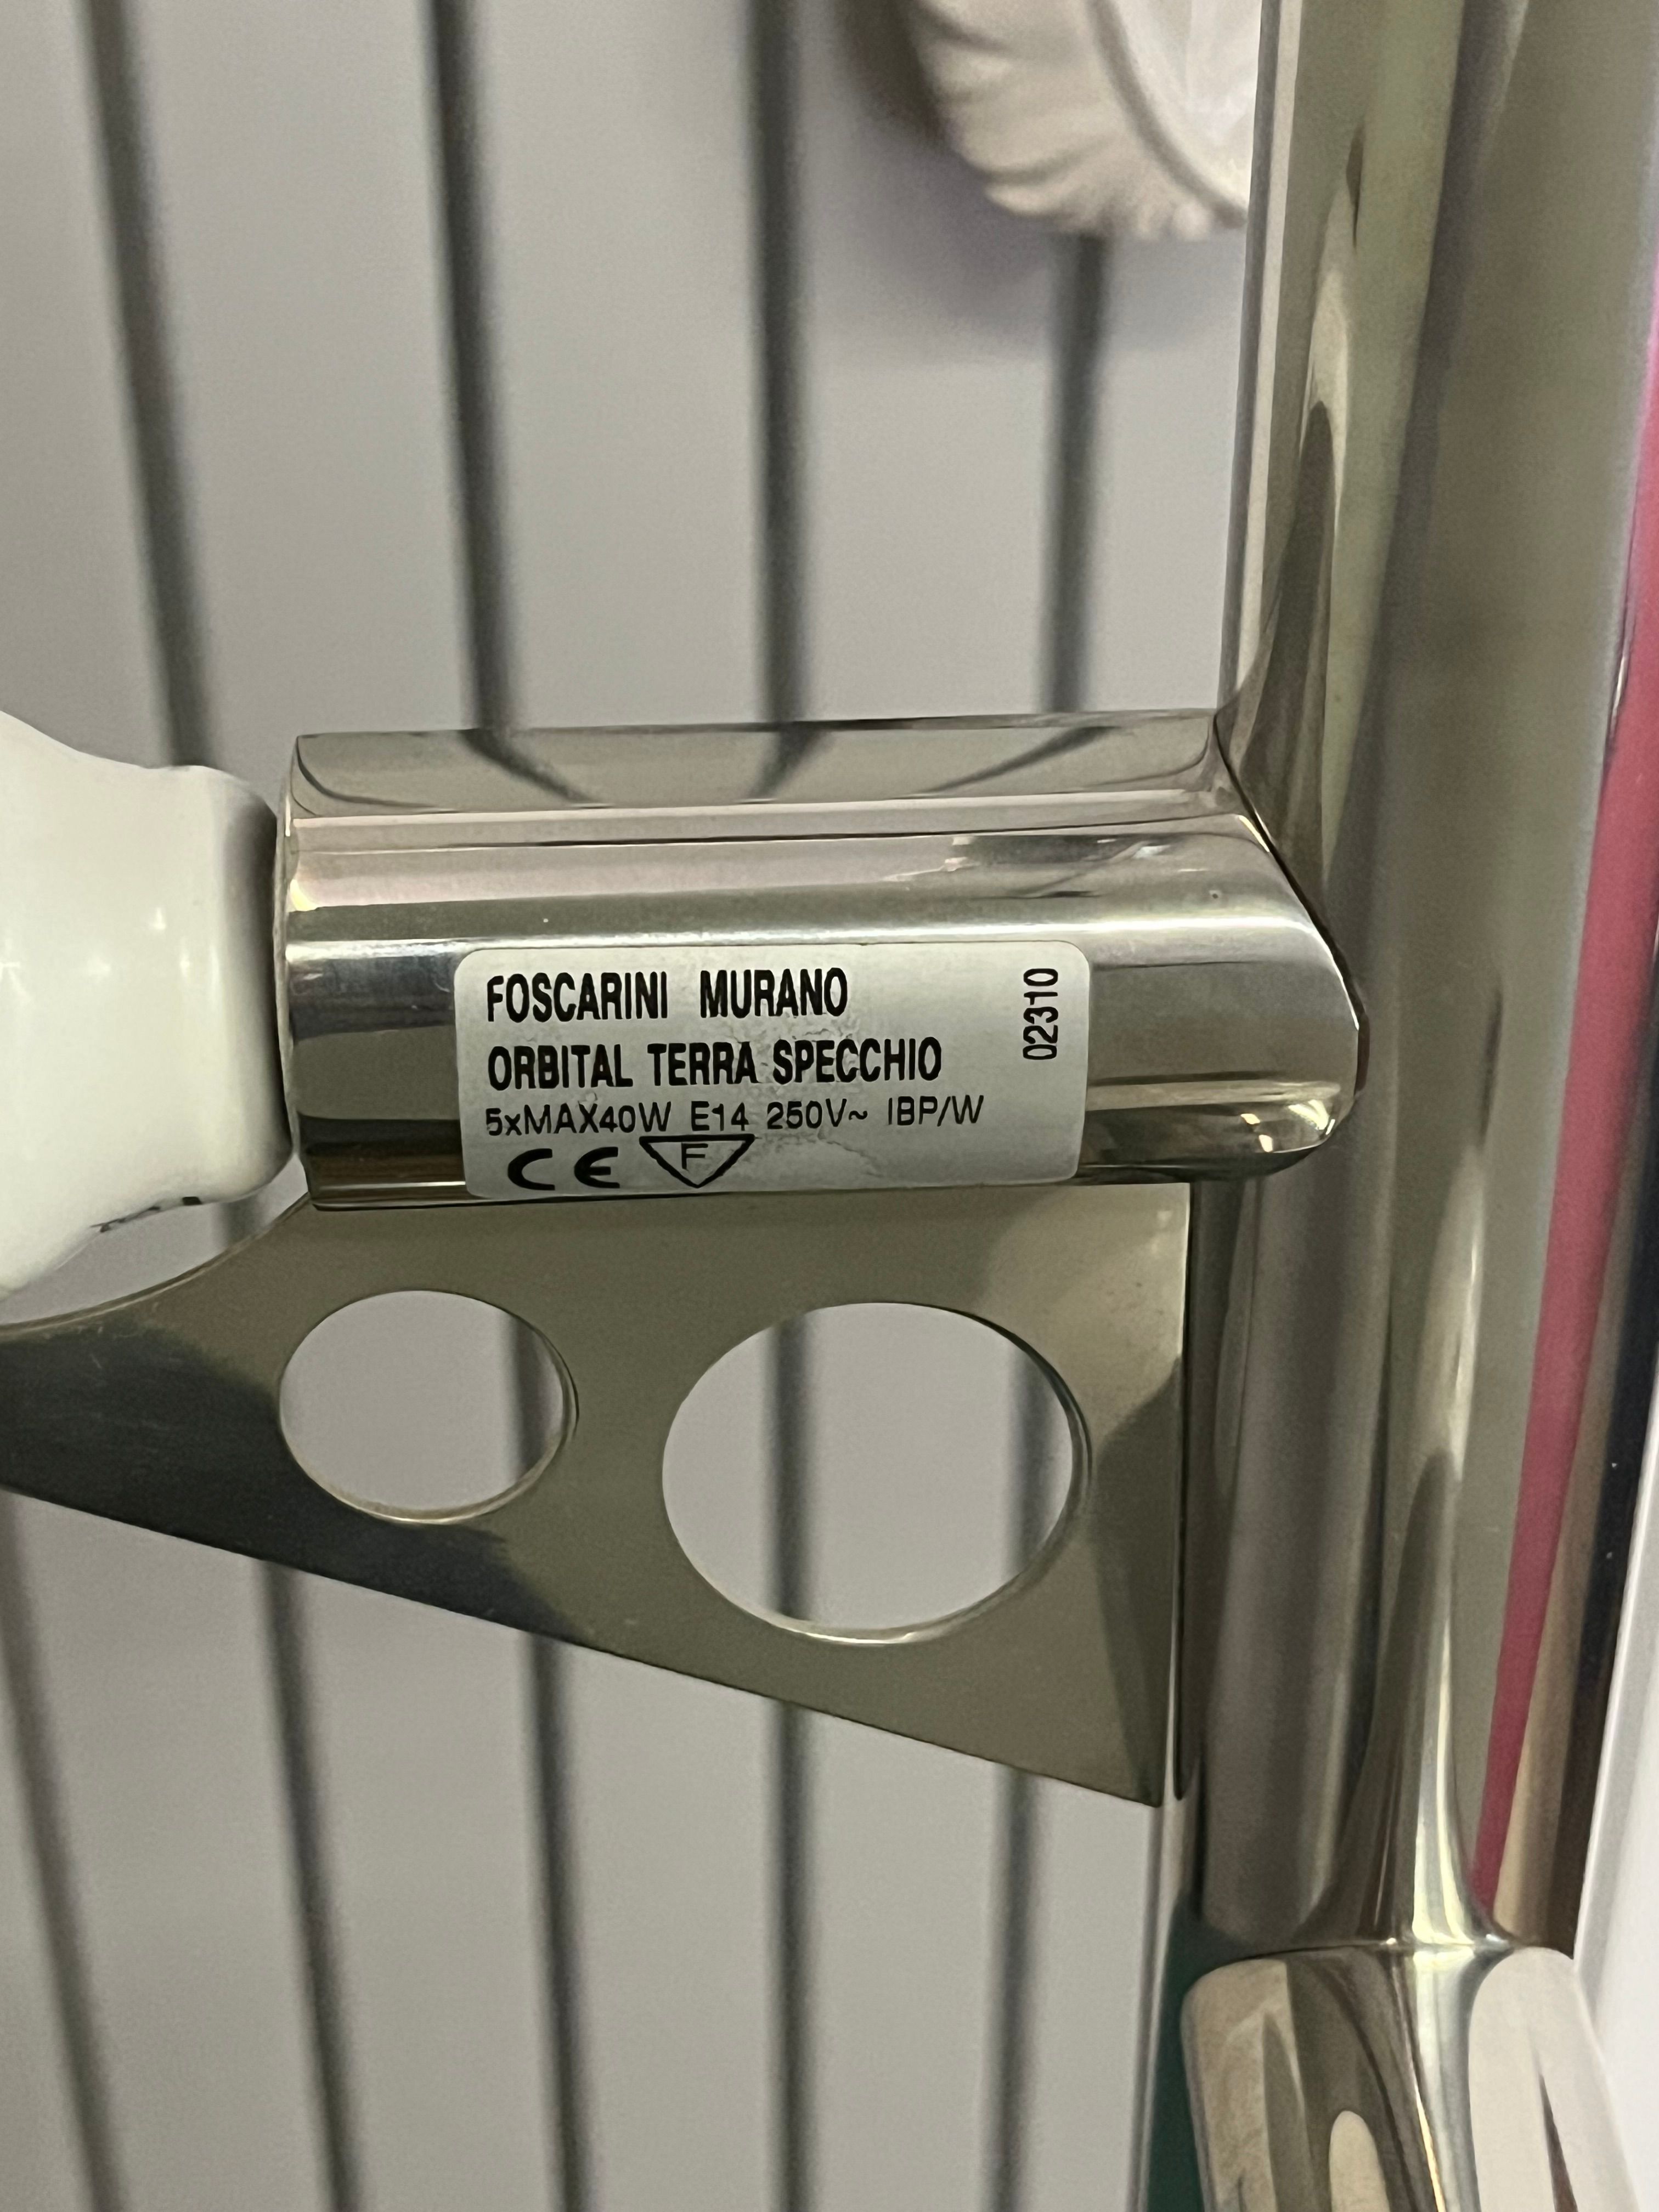 FOSCARINI MURANO
ORBITAL TERRA SPECCHIO
5xMAX40W E14 250V~ IBP/W
CE F
02310